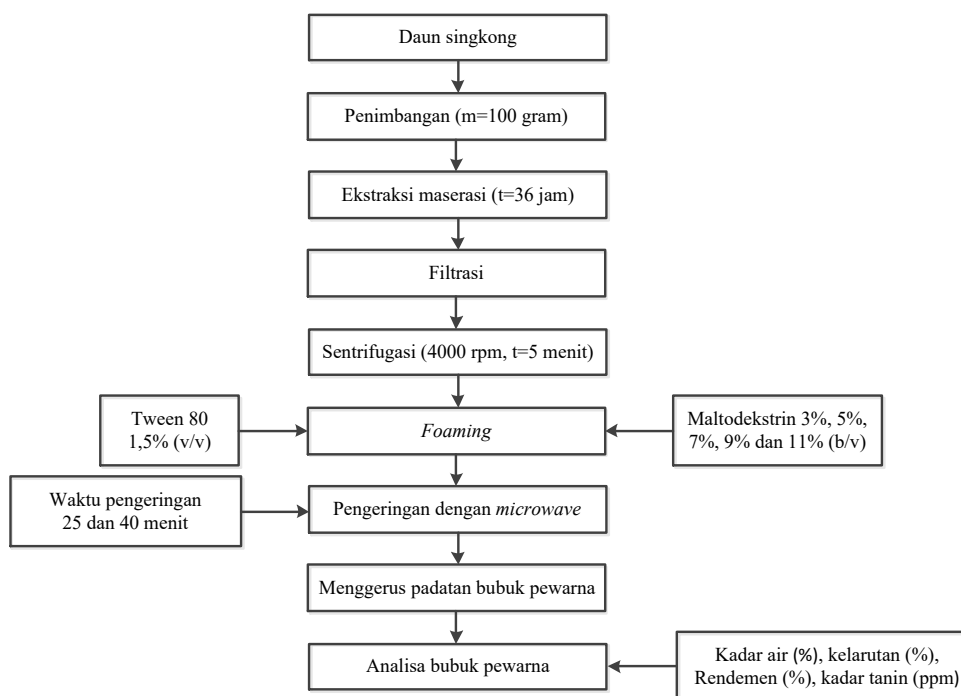 Daun singkong
Penimbangan (m=100 gram)
Ekstraksi maserasi (t=36 jam)
Filtrasi
Sentrifugasi (4000 rpm, t=5 menit)
Tween 80
1,5% (v/v)
Foaming
Maltodekstrin 3%, 5%,
7%, 9% dan 11% (b/v)
Waktu pengeringan
25 dan 40 menit
Pengeringan dengan microwave
Menggerus padatan bubuk pewarna
Analisa bubuk pewarna
Kadar air (%), kelarutan (%),
Rendemen (%), kadar tanin (ppm)